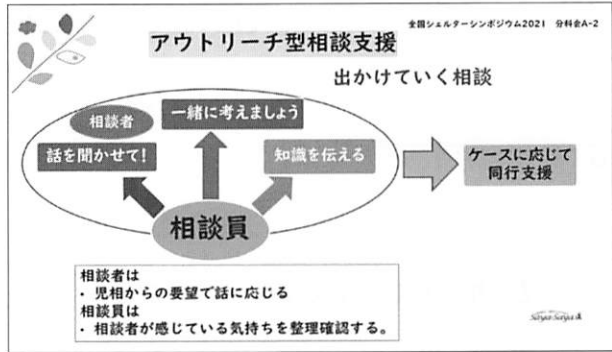 全国シェルターシンポジウム2021 分科会A-2
アウトリーチ型相談支援
出かけていく相談
相談者
一緒に考えましょう
話を聞かせて!
知識を伝える
ケースに応じて
同行支援
相談員
相談者は
・ 児相からの要望で話に応じる
相談員は
・ 相談者が感じている気持ちを整理確認する。
Saya-Saya